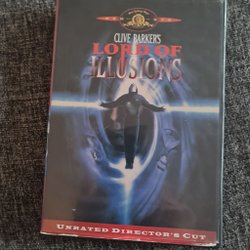 CLIVE BARKER'S
LORD OF
ILLUSIONS
UNRATED DIRECTOR'S CUT